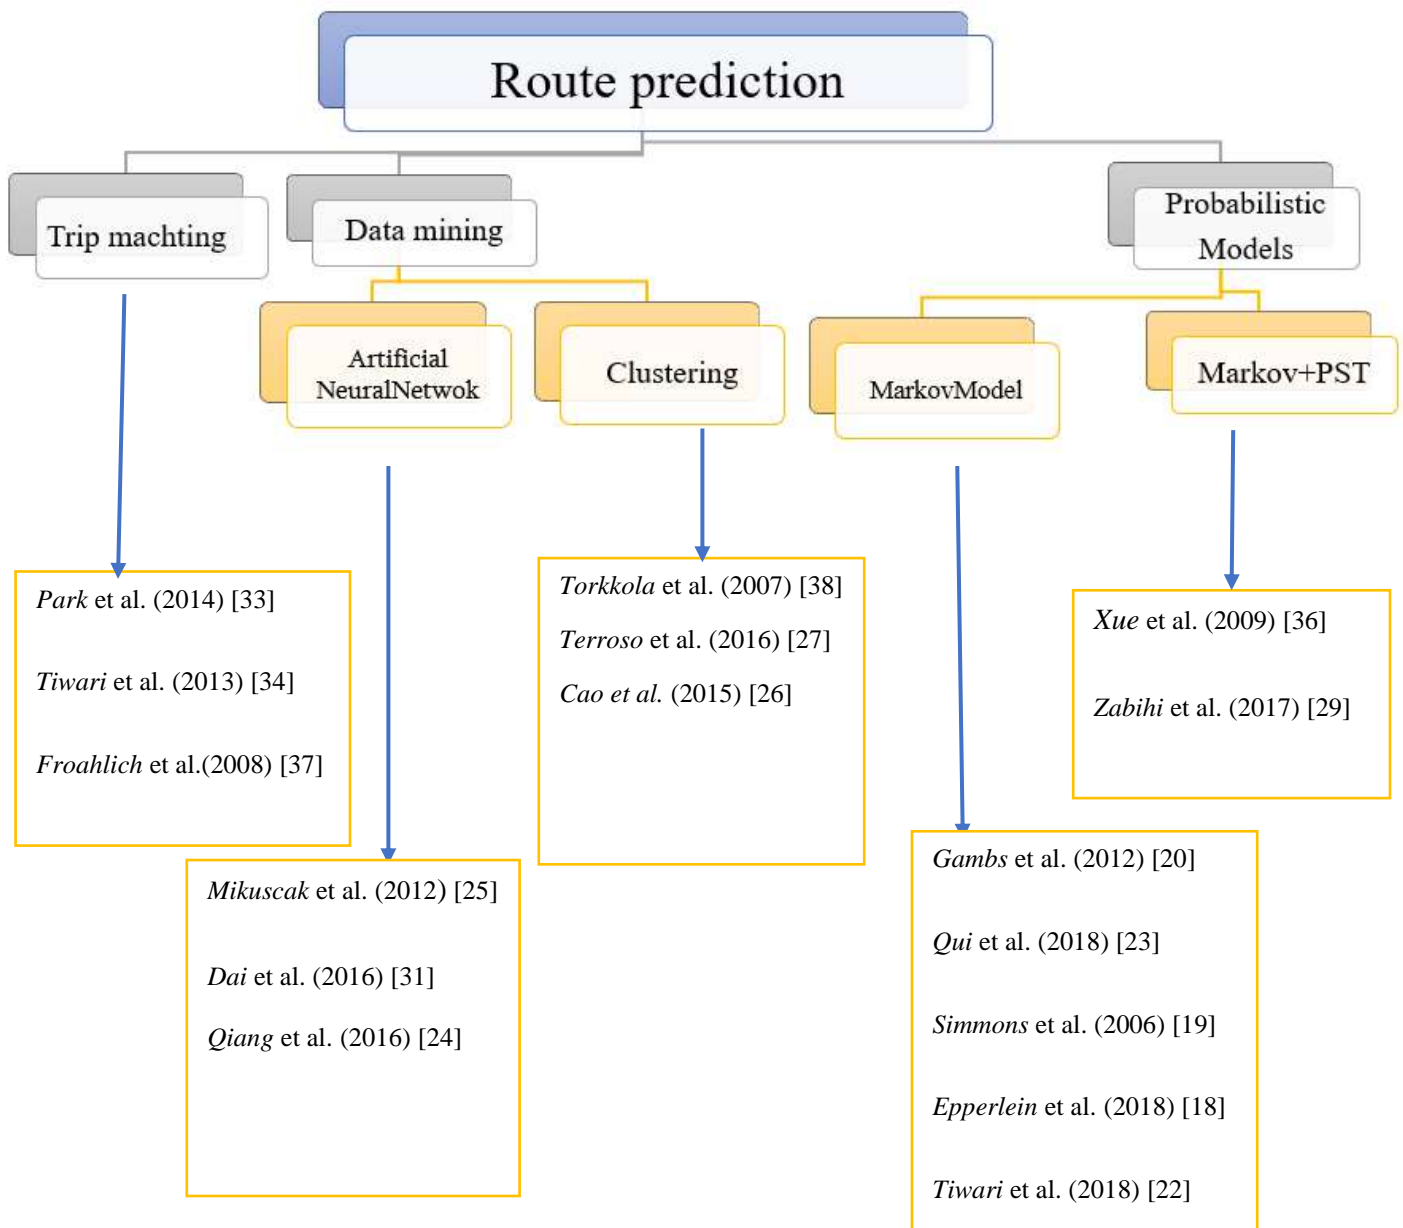 Route prediction
Trip machting
Data mining
Probabilistic
Models
Artificial
NeuralNetwok
Clustering
MarkovModel
Markov+PST
Park et al. (2014) [33]
Tiwari et al. (2013) [34]
Froahlich et al.(2008) [37]
Mikuscak et al. (2012) [25]
Dai et al. (2016) [31]
Qiang et al. (2016) [24]
Torkkola et al. (2007) [38]
Terroso et al. (2016) [27]
Cao et al. (2015) [26]
Gambs et al. (2012) [20]
Qui et al. (2018) [23]
Simmons et al. (2006) [19]
Epperlein et al. (2018) [18]
Tiwari et al. (2018) [22]
Xue et al. (2009) [36]
Zabihi et al. (2017) [29]